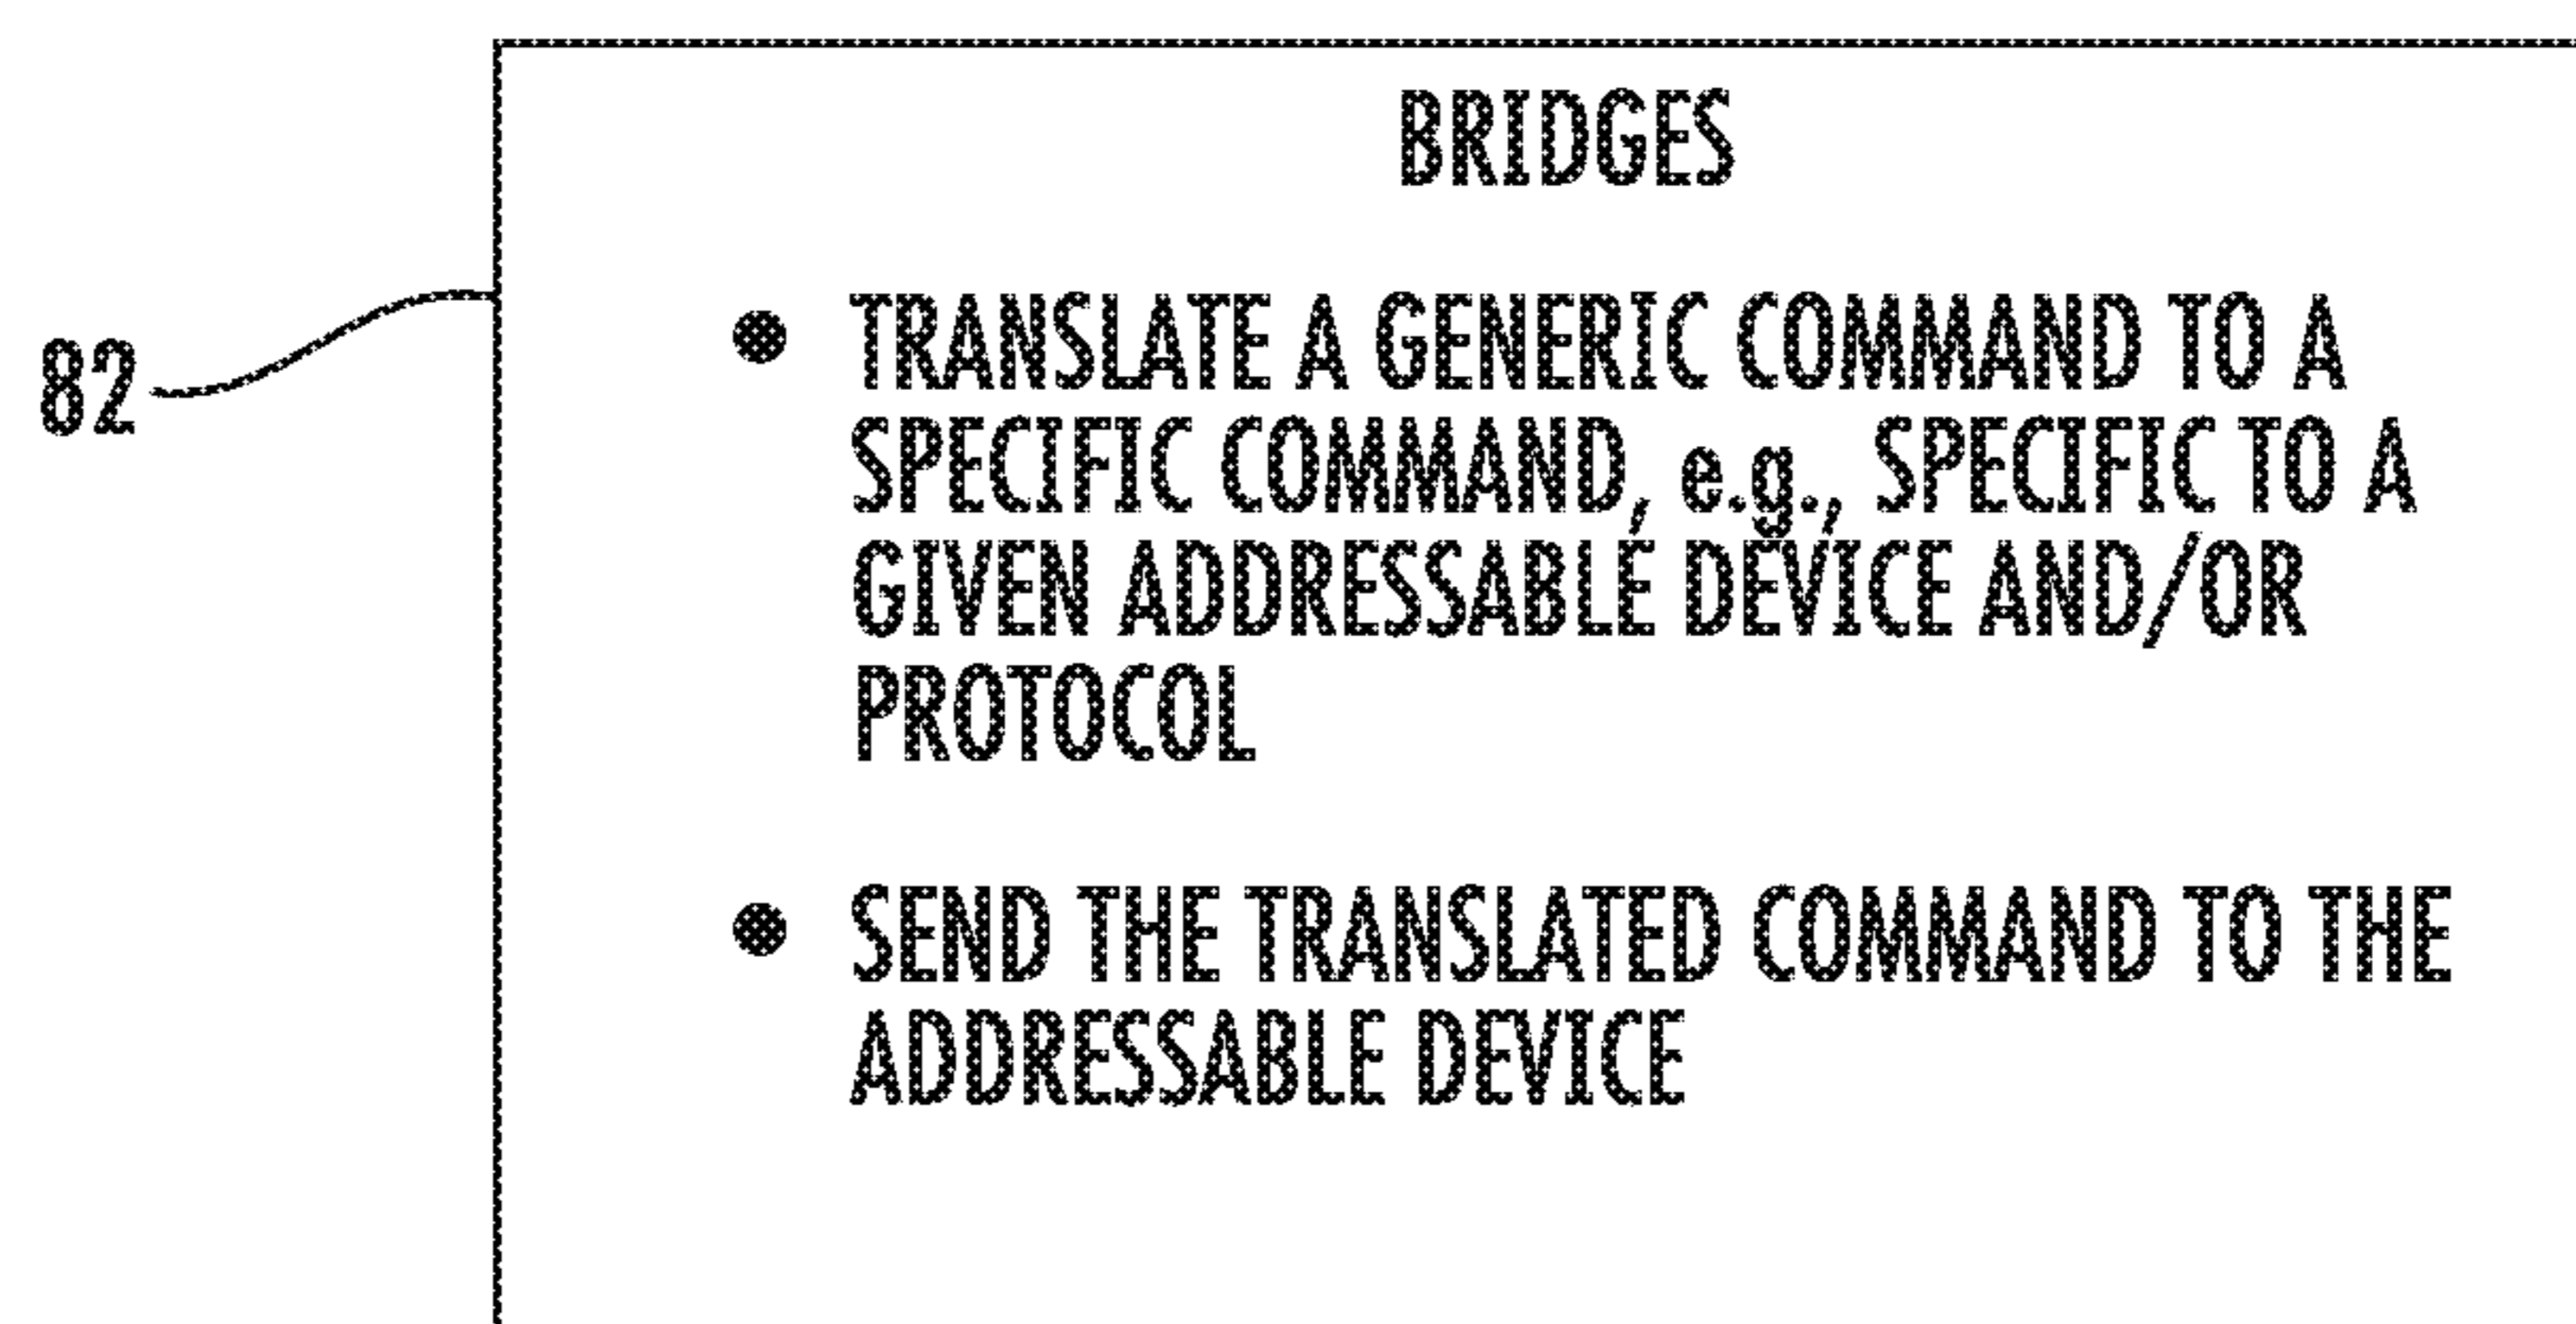 BRIDGES
82
• TRANSLATE A GENERIC COMMAND TO A
SPECIFIC COMMAND, e.g., SPECIFIC TO A
GIVEN ADDRESSABLE DEVICE AND/OR
PROTOCOL
• SEND THE TRANSLATED COMMAND TO THE
ADDRESSABLE DEVICE